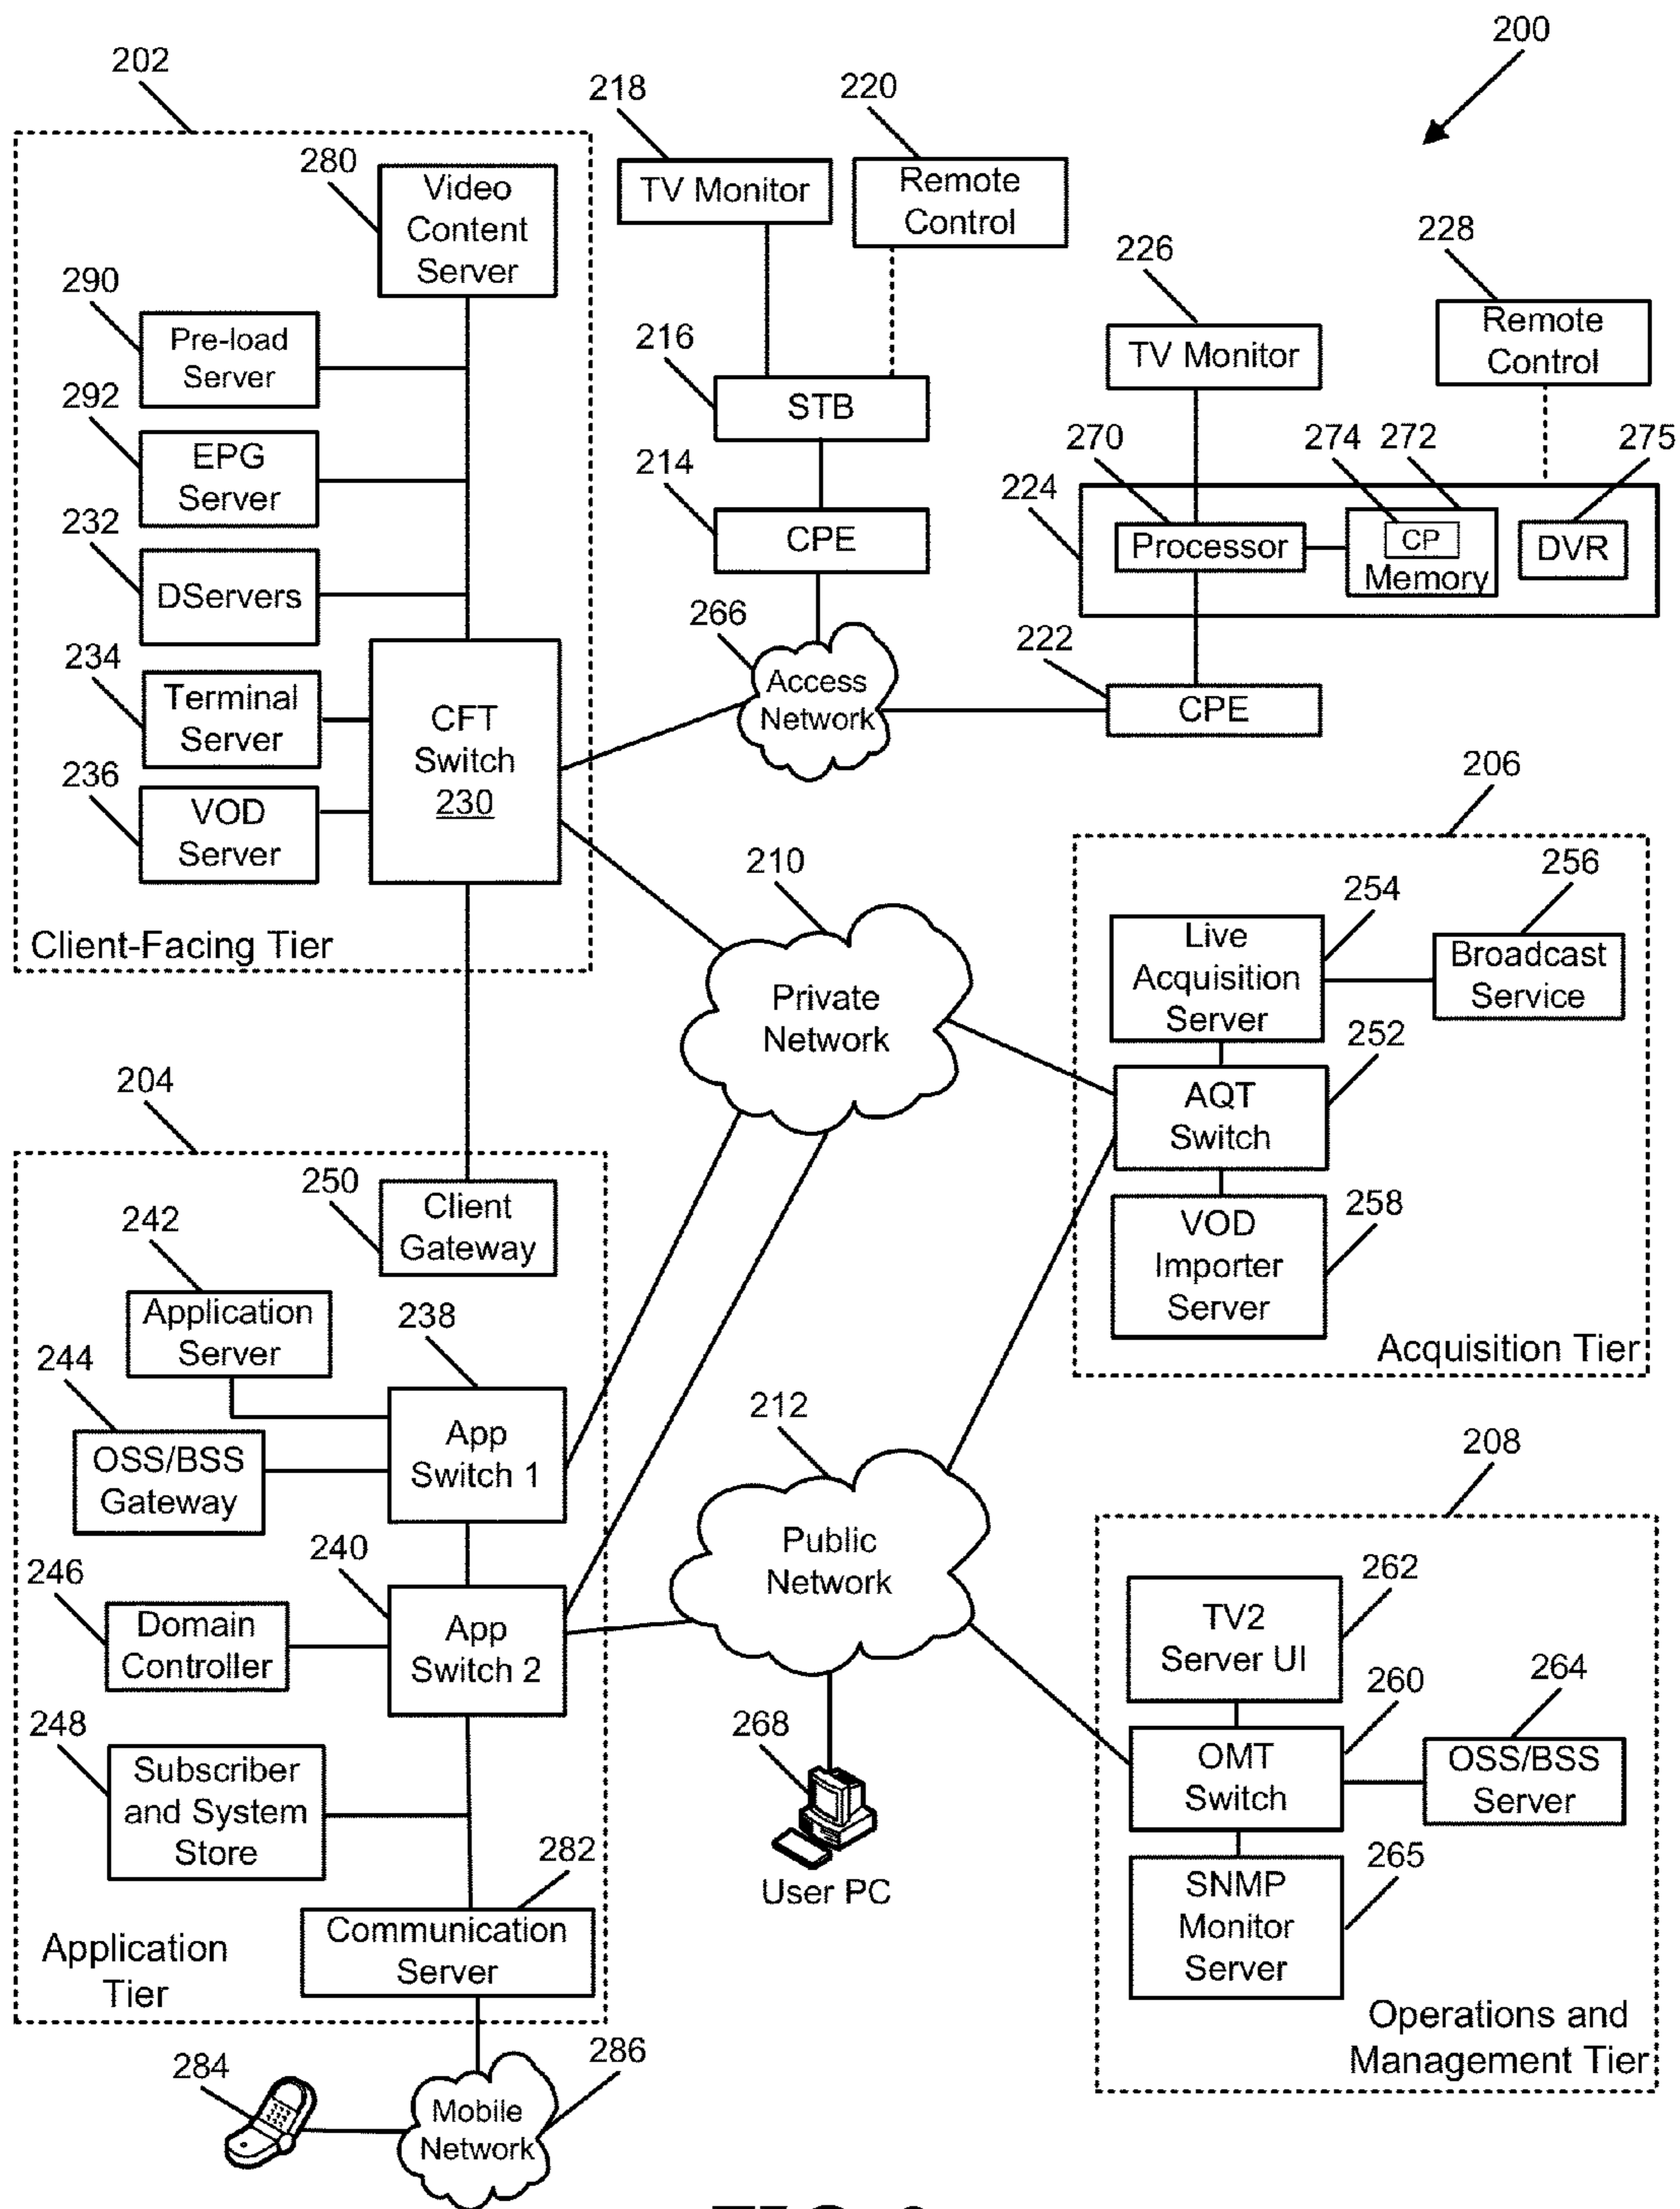 200
202
218
220
280
Video
Content
Server
TV Monitor
Remote
Control
226
228
290
Pre-load
Server
216
TV Monitor
Remote
Control
292
STB
EPG
Server
214
270
274
272
275
232
224
CPE
Processor
CP
Memory
DVR
DServers
266
222
234
Terminal
Server
CFT
Switch
230
Access
Network
CPE
236
VOD
Server
206
210
254
256
Client-Facing Tier
Live
Acquisition
Server
Broadcast
Service
Private
Network
252
204
AQT
Switch
250
Client
Gateway
258
242
VOD
Importer
Server
Application
Server
238
Acquisition Tier
244
OSS/BSS
Gateway
App
Switch 1
212
208
240
Public
Network
262
246
Domain
Controller
App
Switch 2
TV2
Server UI
260
264
248
268
OMT
Switch
OSS/BSS
Server
Subscriber
and System
Store
282
User PC
SNMP
Monitor
Server
265
Communication
Server
Application
Tier
Operations and
Management Tier
284
286
Mobile
Network